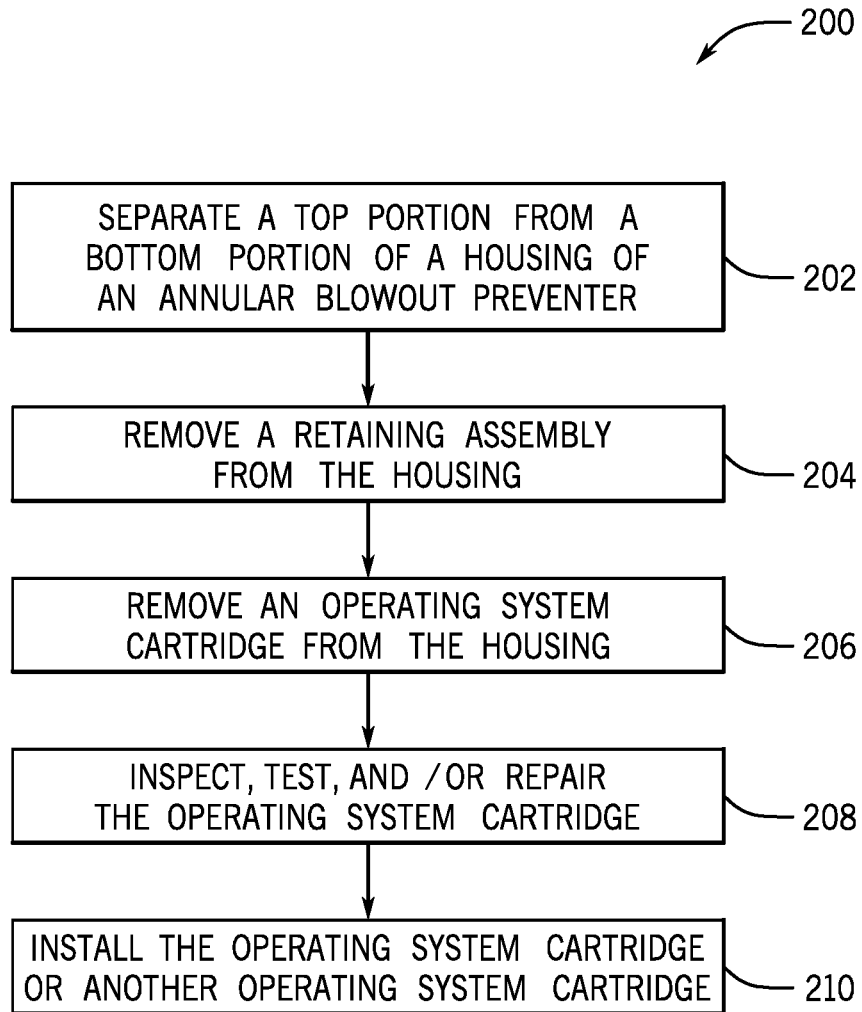 200
SEPARATE A TOP PORTION FROM A
BOTTOM PORTION OF A HOUSING OF
AN ANNULAR BLOWOUT PREVENTER
202
REMOVE A RETAINING ASSEMBLY
FROM THE HOUSING
204
REMOVE AN OPERATING SYSTEM
CARTRIDGE FROM THE HOUSING
206
INSPECT, TEST, AND /OR REPAIR
THE OPERATING SYSTEM CARTRIDGE
208
INSTALL THE OPERATING SYSTEM CARTRIDGE
OR ANOTHER OPERATING SYSTEM CARTRIDGE
210